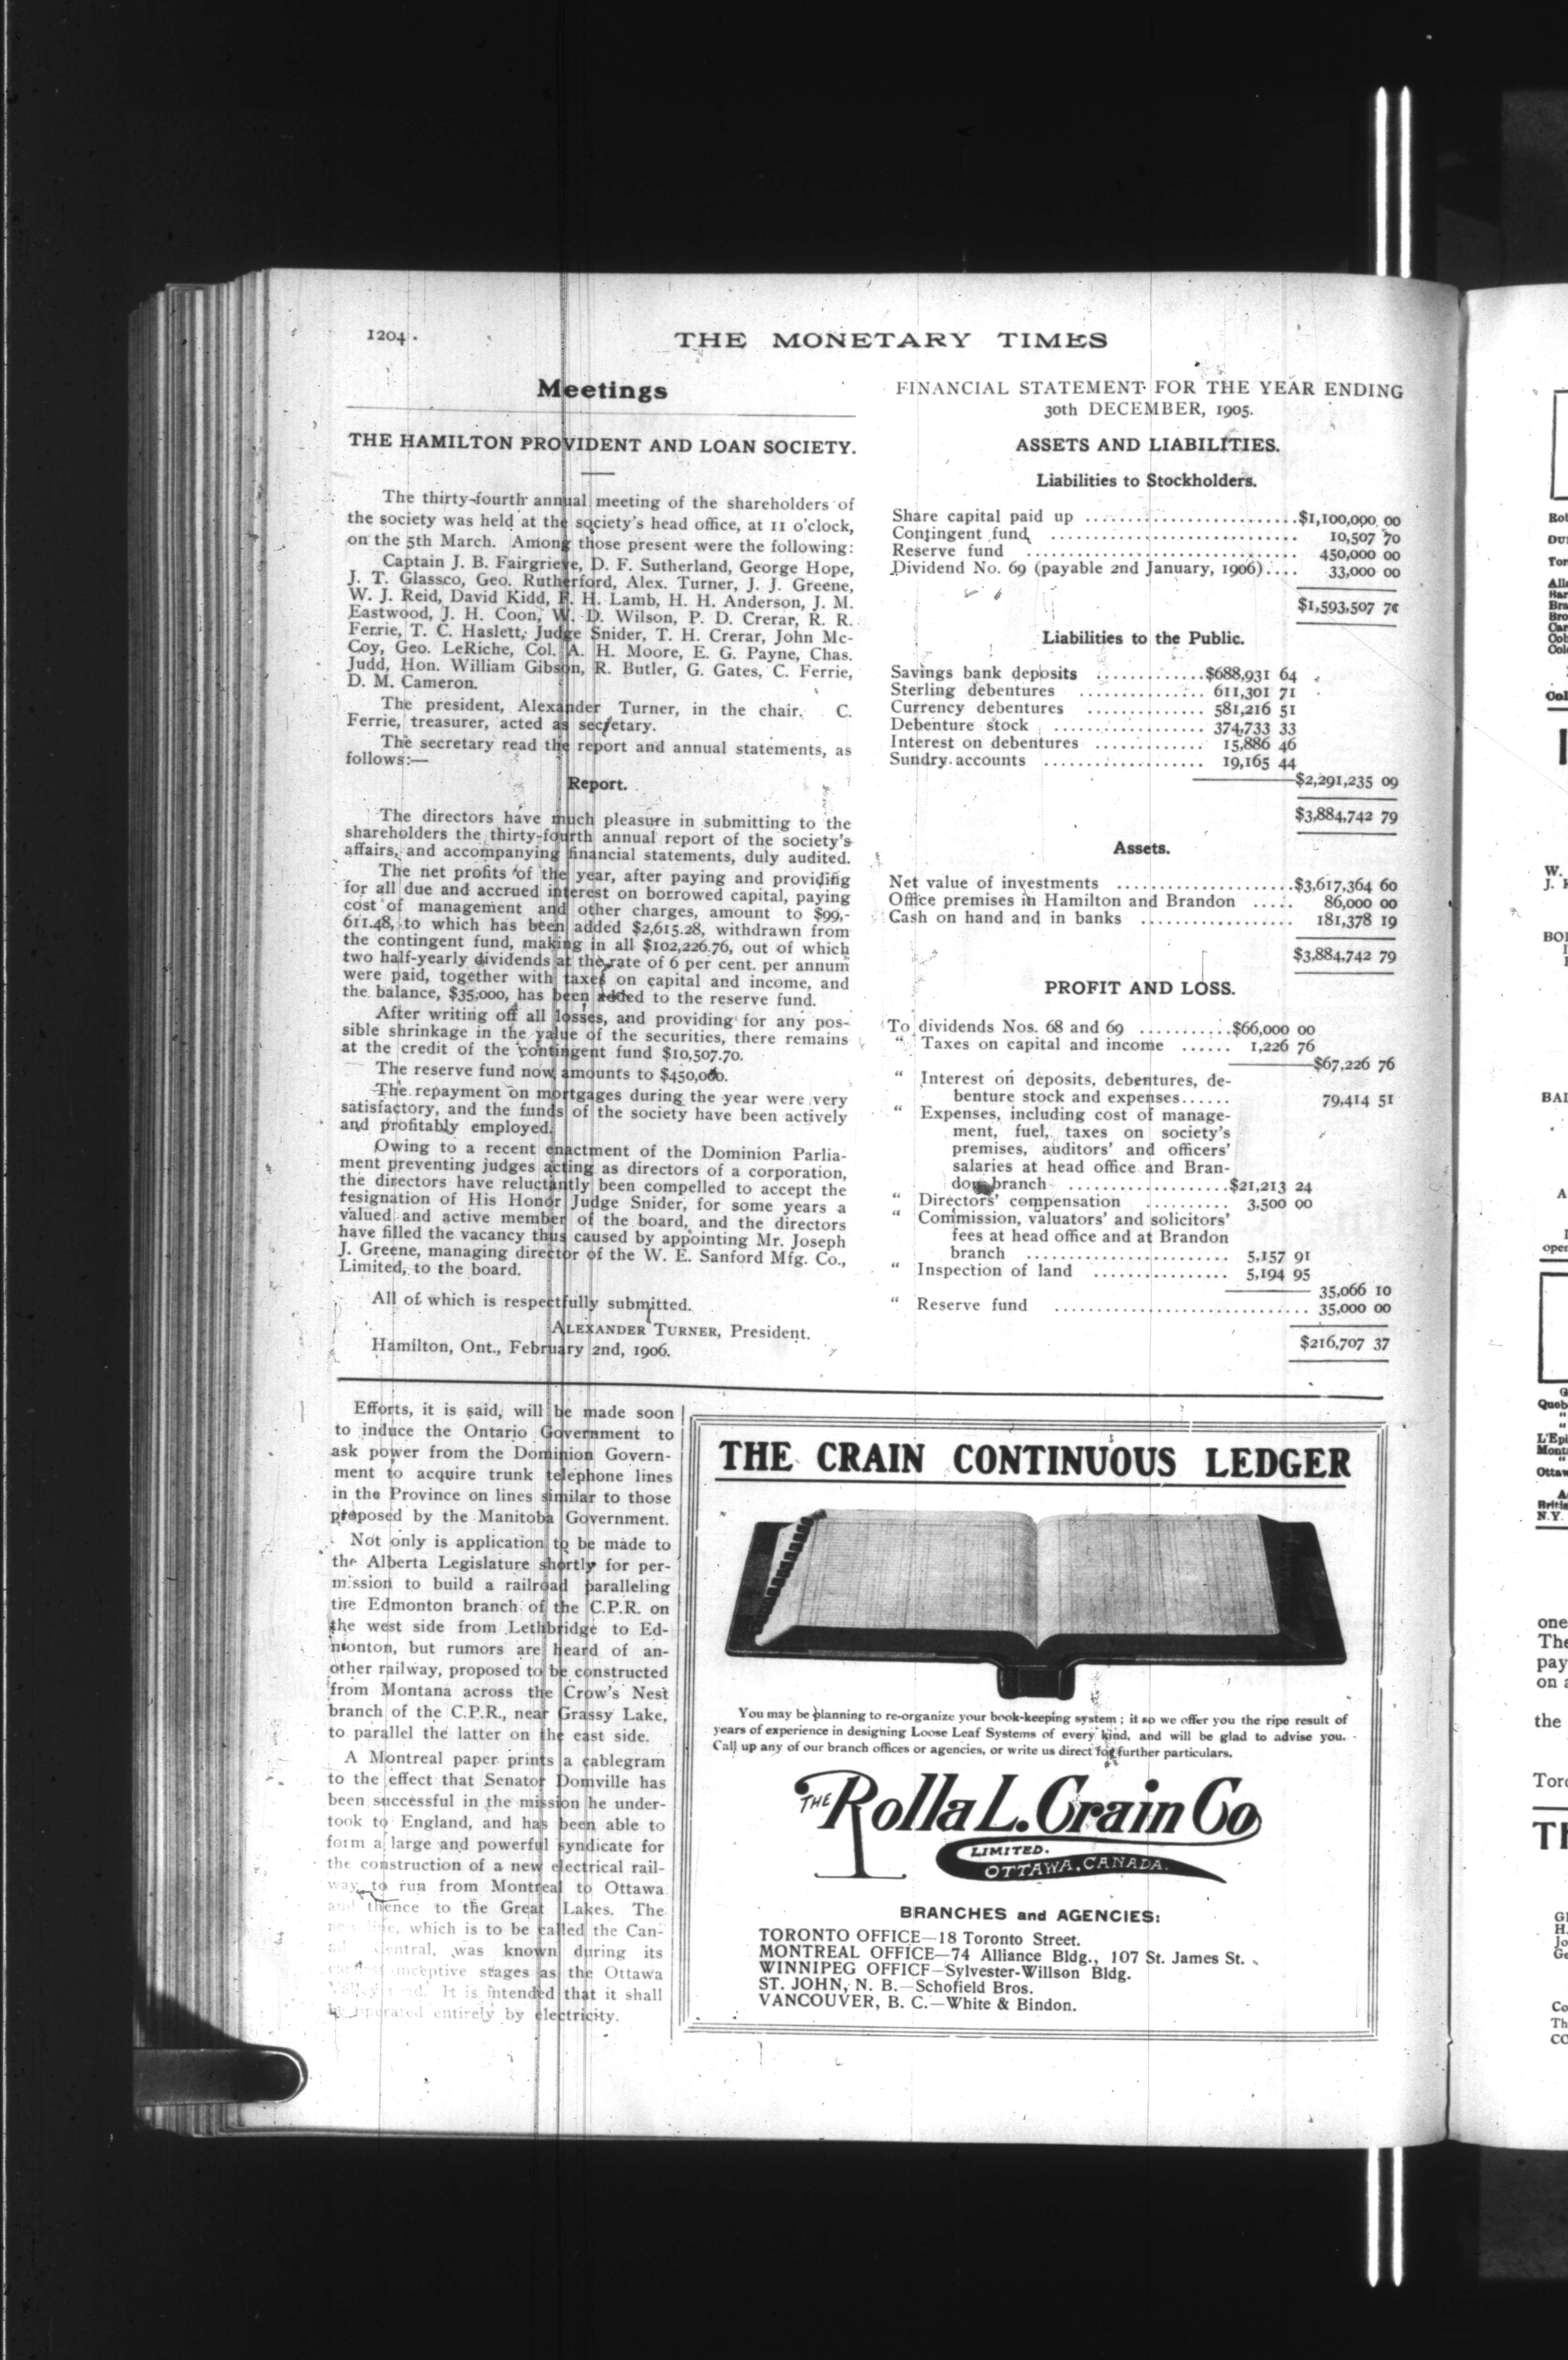 1204.
THE MONETARY TIMES
Meetings
THE HAMILTON PROVIDENT AND LOAN SOCIETY.
The thirty-fourth annual meeting of the shareholders of
the society was held at the society's head office, at 11 o'clock,
on the 5th March. Among those present were the following:
Captain J. B. Fairgrieve, D. F. Sutherland, George Hope,
J. T. Glassco, Geo. Rutherford, Alex. Turner, J. J. Greene,
W. J. Reid, David Kidd, F. H. Lamb, H. H. Anderson, J. M.
Eastwood, J. H. Coon, W. D. Wilson, P. D. Crerar, R. R.
Ferrie, T. C. Haslett, Judge Snider, T. H. Crerar, John Mc-
Coy, Geo. LeRiche, Col. A. H. Moore, E. G. Payne, Chas.
Judd, Hon. William Gibson, R. Butler, G. Gates, C. Ferrie,
D. M. Cameron.
The president, Alexander Turner, in the chair. C.
Ferrie, treasurer, acted as secretary.
The secretary read the report and annual statements, as
follows:—
Report.
The directors have much pleasure in submitting to the
shareholders the thirty-fourth annual report of the society's
affairs, and accompanying financial statements, duly audited.
The net profits of the year, after paying and providing
for all due and accrued interest on borrowed capital, paying
cost of management and other charges, amount to $99,-
611.48, to which has been added $2,615.28, withdrawn from
the contingent fund, making in all $102,226.76, out of which
two half-yearly dividends at the rate of 6 per cent. per annum
were paid, together with taxes on capital and income, and
the balance, $35,000, has been added to the reserve fund.
After writing off all losses, and providing for any pos-
sible shrinkage in the value of the securities, there remains
at the credit of the contingent fund $10,507.70.
The reserve fund now amounts to $450,000.
The repayment on mortgages during the year were very
satisfactory, and the funds of the society have been actively
and profitably employed.
Owing to a recent enactment of the Dominion Parlia-
ment preventing judges acting as directors of a corporation,
the directors have reluctantly been compelled to accept the
resignation of His Honor Judge Snider, for some years a
valued and active member of the board, and the directors
have filled the vacancy thus caused by appointing Mr. Joseph
J. Greene, managing director of the W. E. Sanford Mfg. Co.,
Limited, to the board.
All of which is respectfully submitted.
ALEXANDER TURNER, President.
Hamilton, Ont., February 2nd, 1906.
FINANCIAL STATEMENT FOR THE YEAR ENDING
30th DECEMBER, 1905.
ASSETS AND LIABILITIES.
Liabilities to Stockholders.
Share capital paid up ........ $1,100,000 00
Contingent fund ........ 10,507 70
Reserve fund ........ 450,000 00
Dividend No. 69 (payable 2nd January, 1906).... 33,000 00
$1,593,507 70
Liabilities to the Public.
Savings bank deposits ........ $688,931 64
Sterling debentures ........ 611,301 71
Currency debentures ........ 581,216 51
Debenture stock ........ 374,733 33
Interest on debentures ........ 15,886 46
Sundry accounts ........ 19,165 44
$2,291,235 09
$3,884,742 79
Assets.
Net value of investments ........ $3,617,364 60
Office premises in Hamilton and Brandon ..... 86,000 00
Cash on hand and in banks ........ 181,378 19
$3,884,742 79
PROFIT AND LOSS.
To dividends Nos. 68 and 69 ........ $66,000 00
" Taxes on capital and income ...... 1,226 76
$67,226 76
" Interest on deposits, debentures, de-
benture stock and expenses...... 79,414 51
" Expenses, including cost of manage-
ment, fuel, taxes on society's
premises, auditors' and officers'
salaries at head office and Bran-
don branch ........ $21,213 24
" Directors' compensation ........ 3,500 00
" Commission, valuators' and solicitors'
fees at head office and at Brandon
branch ........ 5,157 91
" Inspection of land ........ 5,194 95
35,066 10
" Reserve fund ........ 35,000 00
$216,707 37
Efforts, it is said, will be made soon
to induce the Ontario Government to
ask power from the Dominion Govern-
ment to acquire trunk telephone lines
in the Province on lines similar to those
proposed by the Manitoba Government.
Not only is application to be made to
the Alberta Legislature shortly for per-
mission to build a railroad paralleling
the Edmonton branch of the C.P.R. on
the west side from Lethbridge to Ed-
monton, but rumors are heard of an-
other railway, proposed to be constructed
from Montana across the Crow's Nest
branch of the C.P.R., near Grassy Lake,
to parallel the latter on the east side.
A Montreal paper prints a cablegram
to the effect that Senator Domville has
been successful in the mission he under-
took to England, and has been able to
form a large and powerful syndicate for
the construction of a new electrical rail-
way to run from Montreal to Ottawa
and thence to the Great Lakes. The
new line, which is to be called the Can-
Central, was known during its
inceptive stages as the Ottawa
Valley road. It is intended that it shall
be operated entirely by electricity.
THE CRAIN CONTINUOUS LEDGER
You may be planning to re-organize your book-keeping system; if so we offer you the ripe result of
years of experience in designing Loose Leaf Systems of every kind, and will be glad to advise you.
Call up any of our branch offices or agencies, or write us direct for further particulars.
THE Rolla L. Crain Co
LIMITED.
OTTAWA, CANADA.
BRANCHES and AGENCIES:
TORONTO OFFICE—18 Toronto Street.
MONTREAL OFFICE—74 Alliance Bldg., 107 St. James St.
WINNIPEG OFFICE—Sylvester-Willson Bldg.
ST. JOHN, N. B.—Schofield Bros.
VANCOUVER, B. C.—White & Bindon.